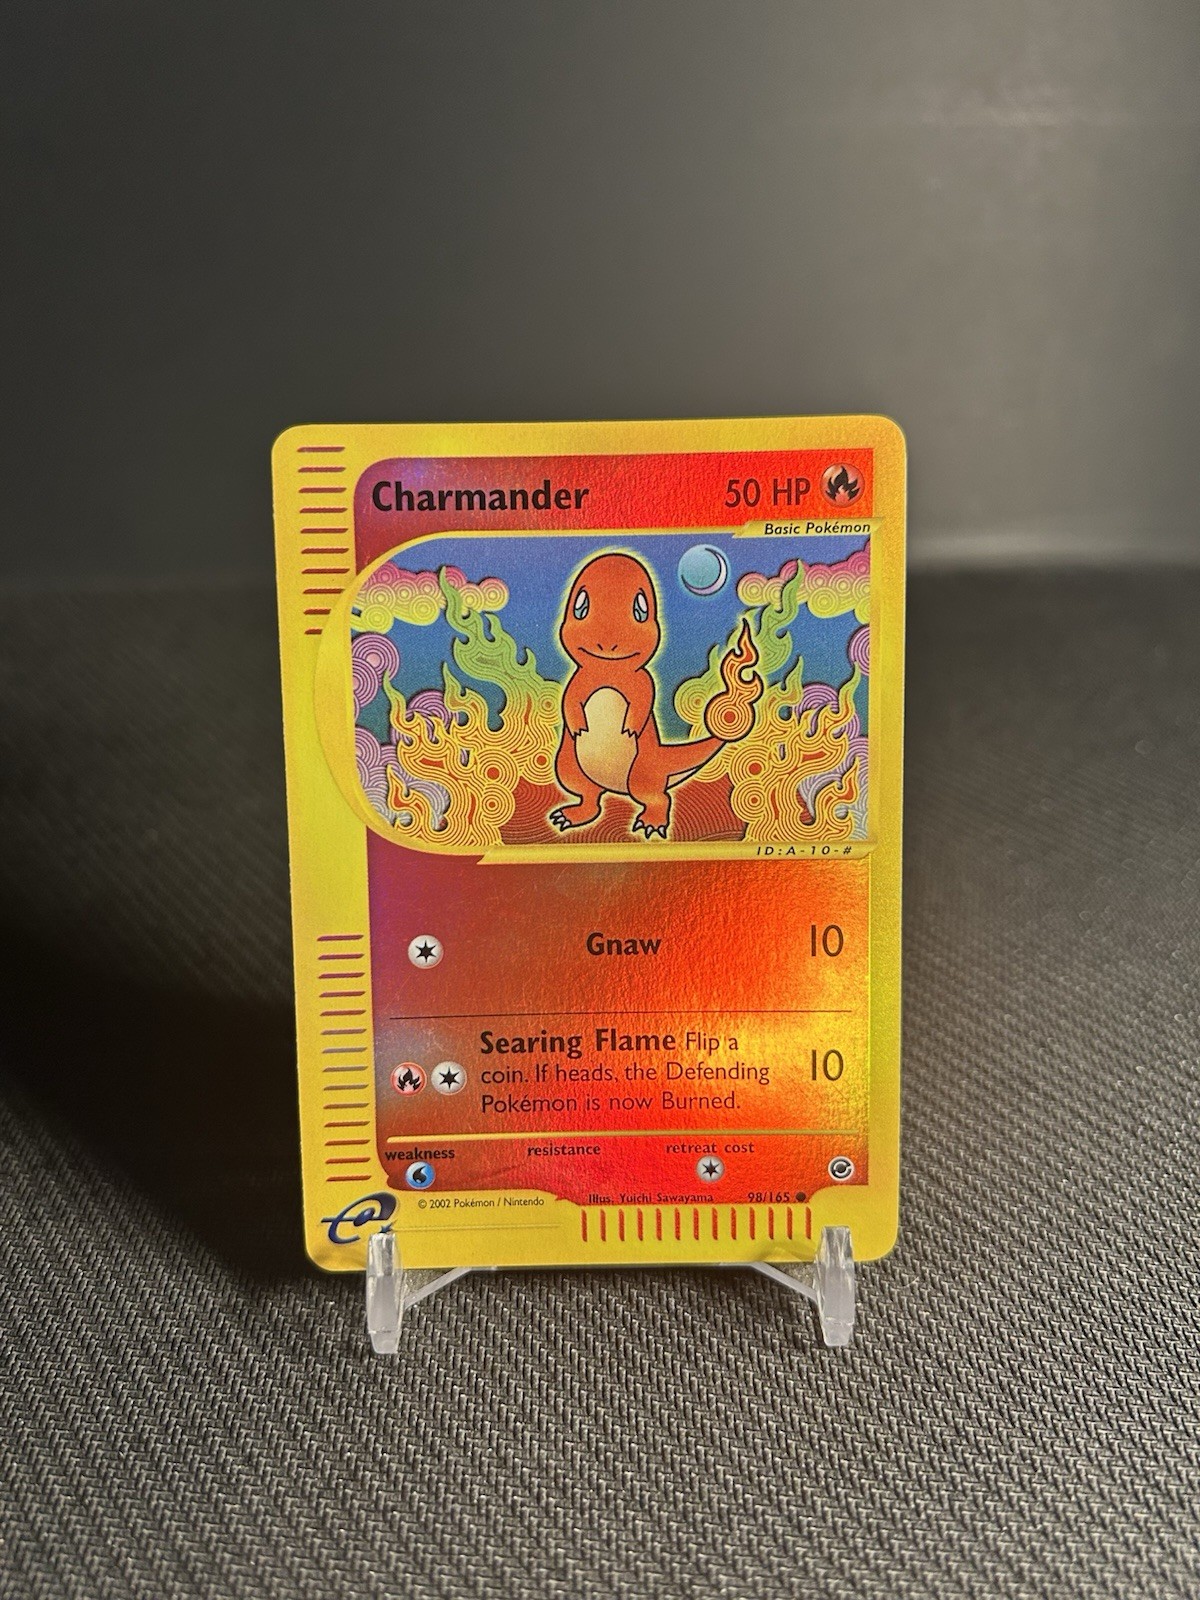 Charmander 50 HP
Basic Pokémon
ID:A-10-#
Gnaw 10
Searing Flame Flip a
coin. If heads, the Defending
Pokémon is now Burned.
10
weakness resistance retreat cost
© 2002 Pokémon / Nintendo
Illus. Yuichi Sawayama 98/165
e